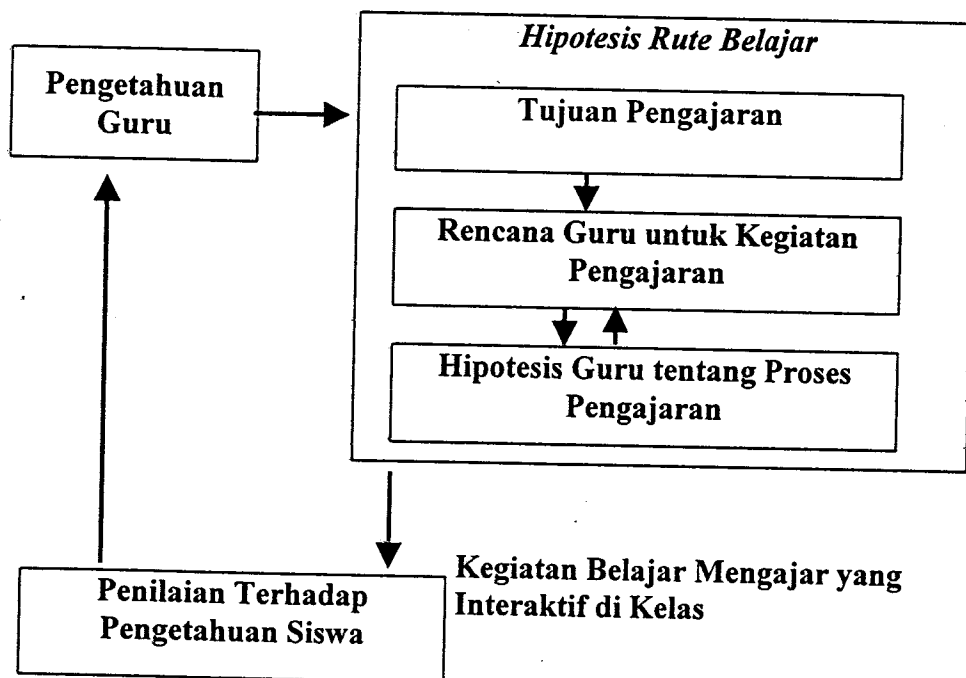 Hipotesis Rute Belajar
Pengetahuan
Guru
Tujuan Pengajaran
Rencana Guru untuk Kegiatan
Pengajaran
Hipotesis Guru tentang Proses
Pengajaran
Kegiatan Belajar Mengajar yang
Interaktif di Kelas
Penilaian Terhadap
Pengetahuan Siswa